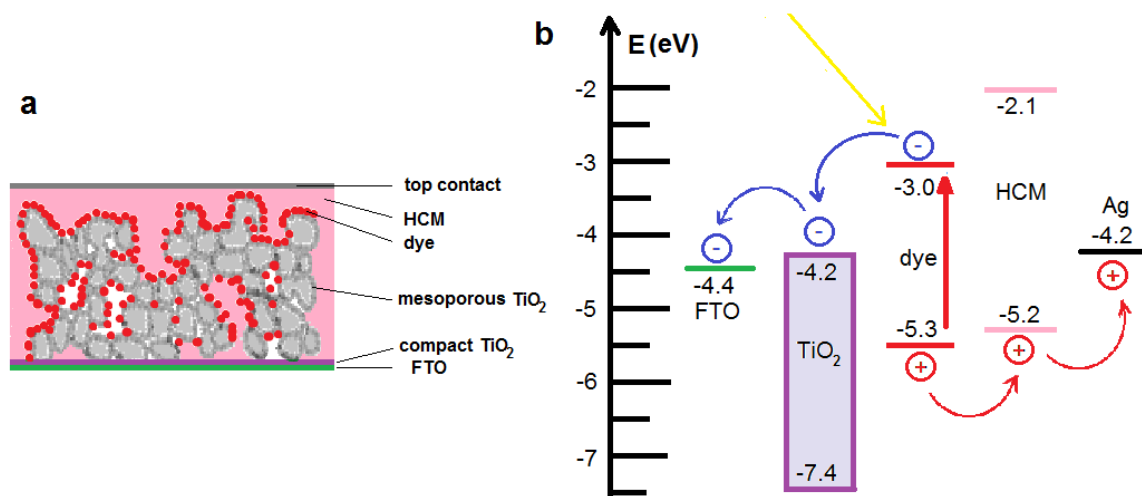 a
top contact
HCM
dye
mesoporous TiO₂
compact TiO₂
FTO
b
E (eV)
-2
-3
-4
-5
-6
-7
-4.4
FTO
-
-
-4.2
TiO₂
-7.4
-
-3.0
dye
-5.3
+
-2.1
HCM
-5.2
+
Ag
-4.2
+